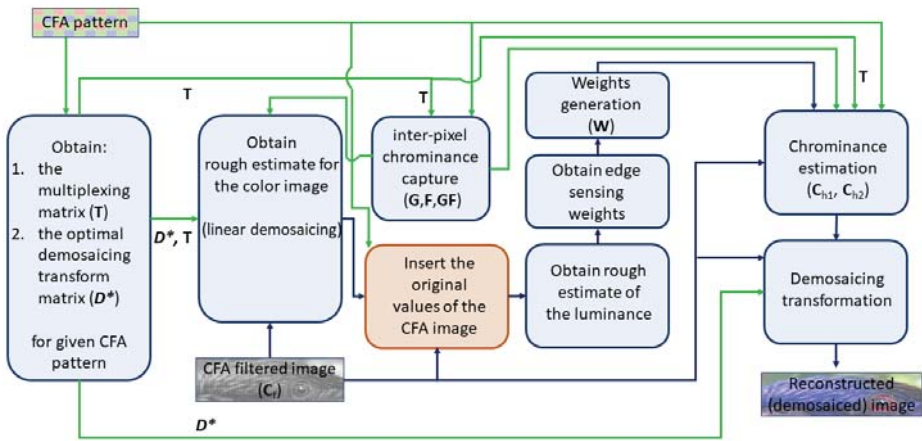 CFA pattern
T
T
T
Obtain:
1. the
multiplexing
matrix (T)
2. the optimal
demosaicing
transform
matrix (D*)
for given CFA
pattern
D*, T
Obtain
rough estimate for
the color image
(linear demosaicing)
inter-pixel
chrominance
capture
(G,F,GF)
Weights
generation
(W)
Obtain edge
sensing
weights
Insert the
original
values of the
CFA image
Obtain rough
estimate of
the luminance
Chrominance
estimation
(Ch1, Ch2)
Demosaicing
transformation
CFA filtered image
(Cf)
Reconstructed
(demosaiced) image
D*